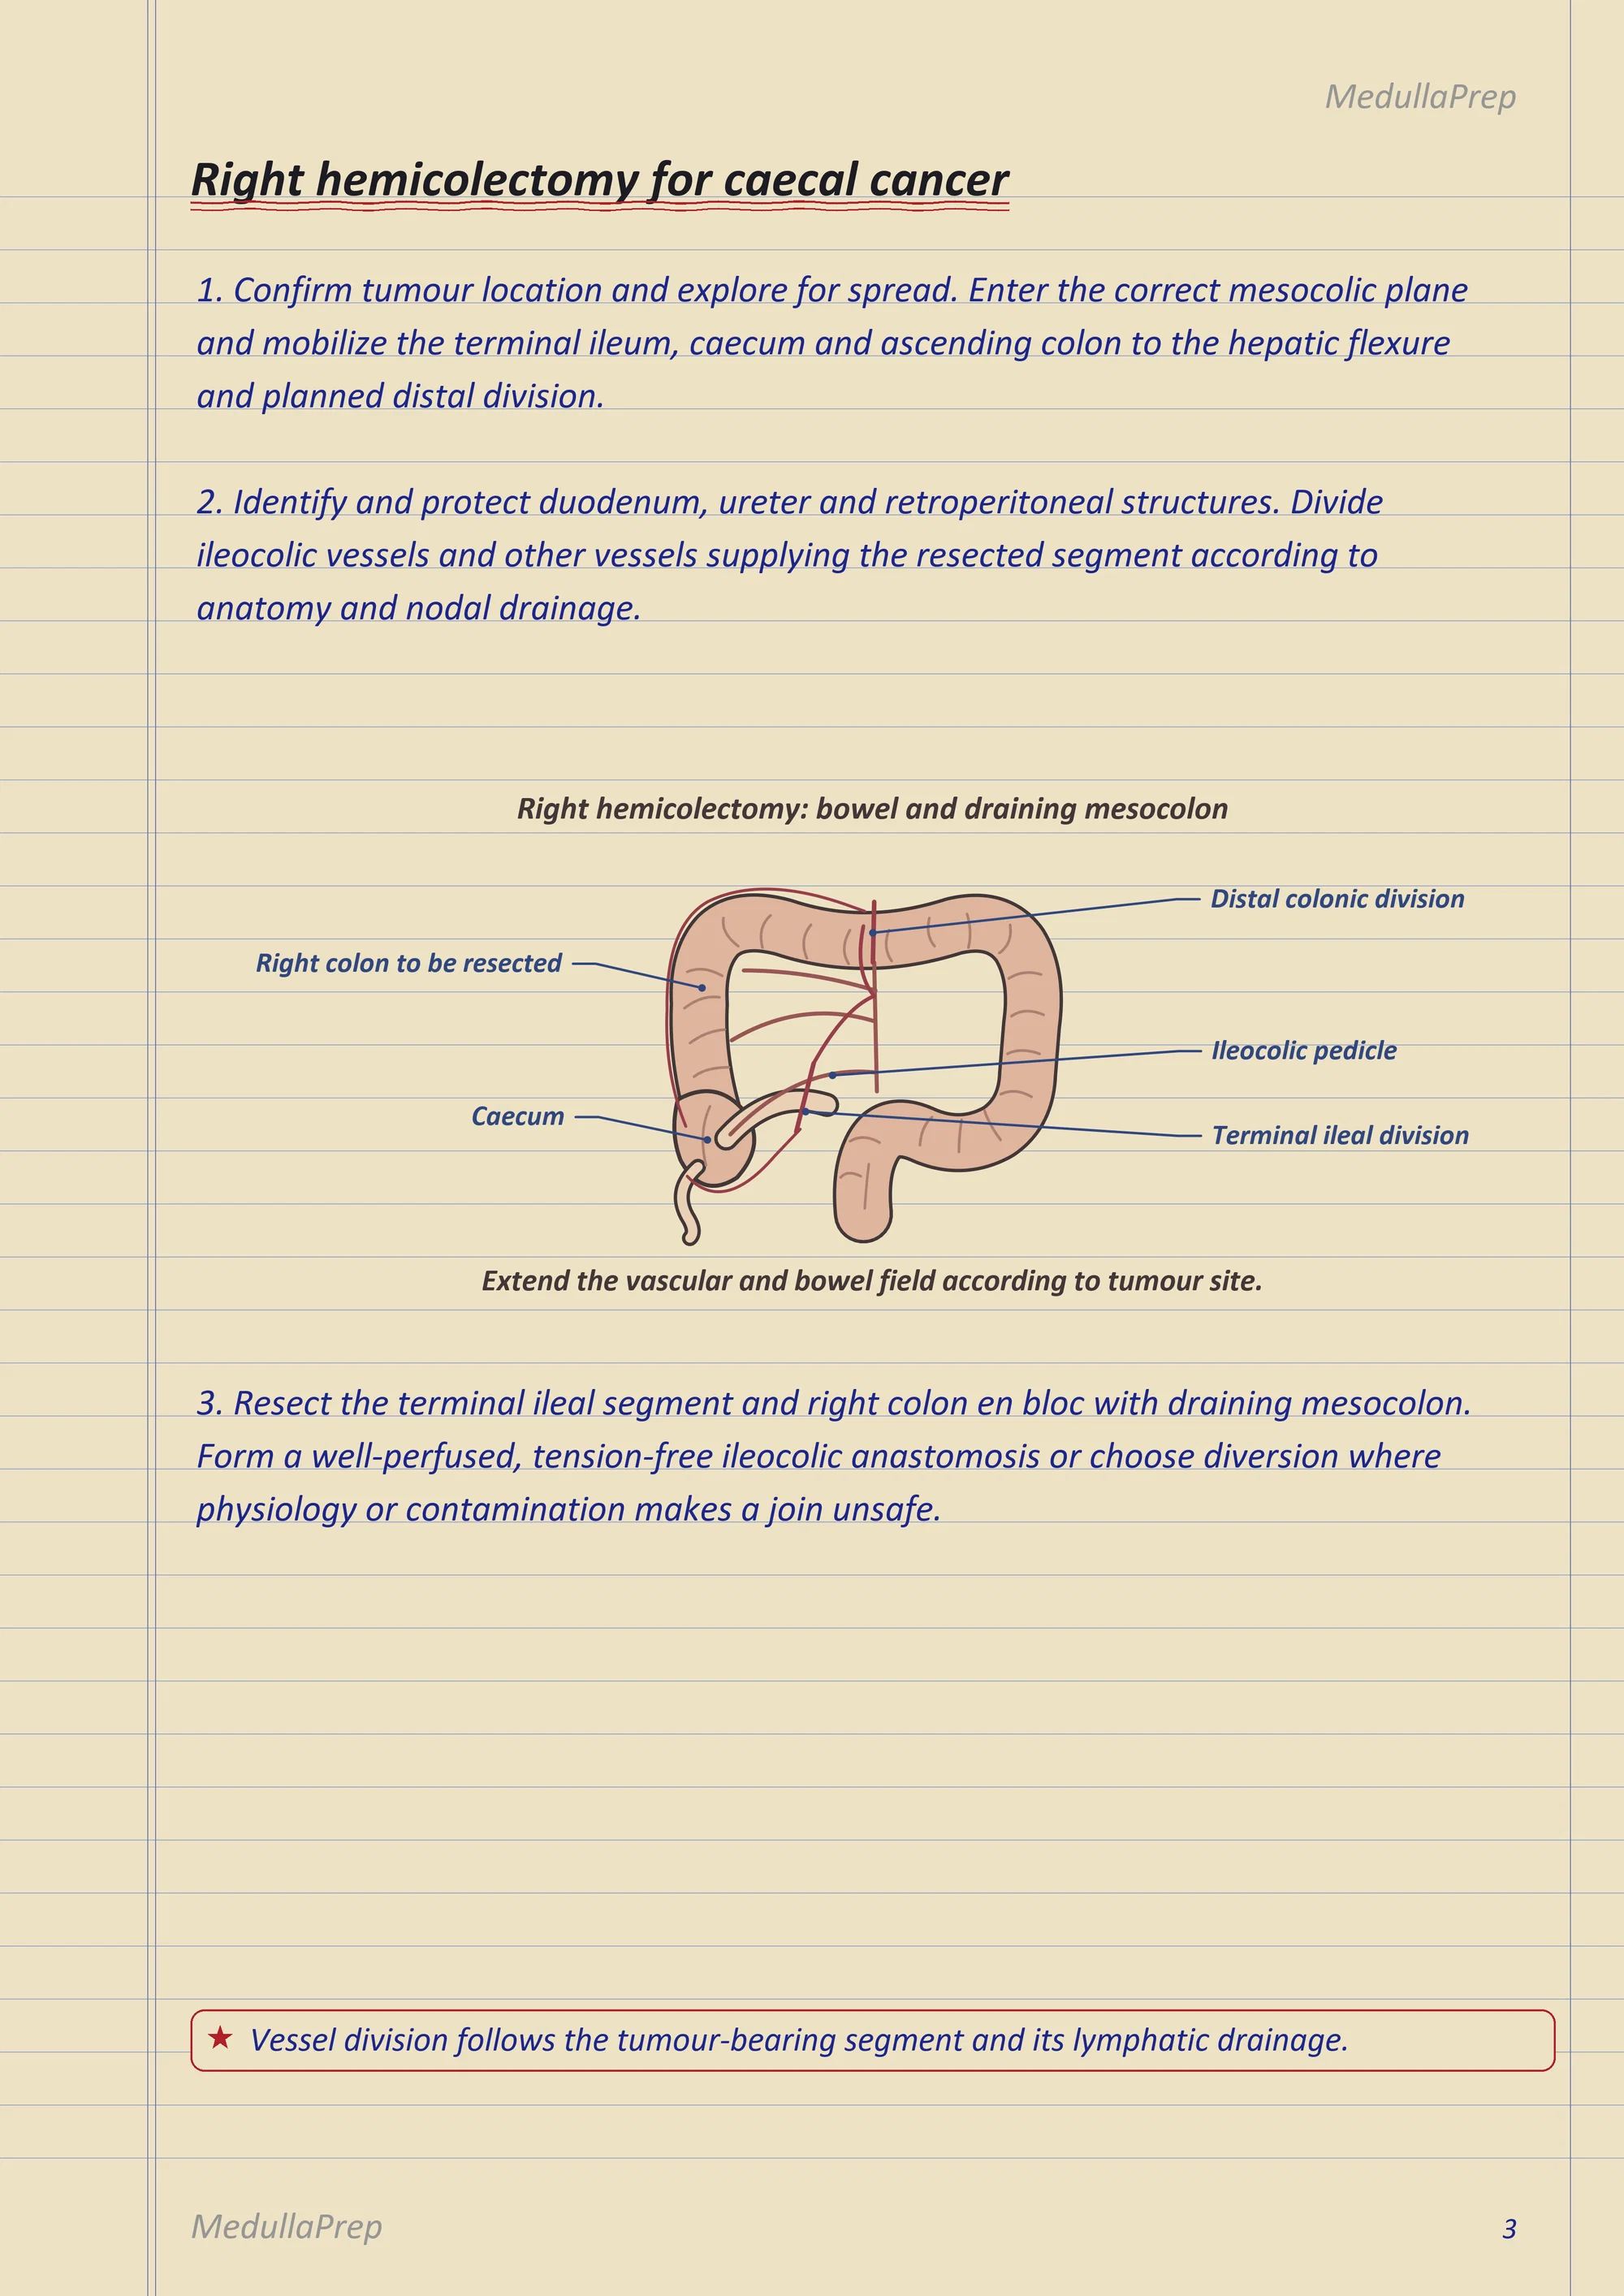 MedullaPrep
Right hemicolectomy for caecal cancer
1. Confirm tumour location and explore for spread. Enter the correct mesocolic plane
and mobilize the terminal ileum, caecum and ascending colon to the hepatic flexure
and planned distal division.
2. Identify and protect duodenum, ureter and retroperitoneal structures. Divide
ileocolic vessels and other vessels supplying the resected segment according to
anatomy and nodal drainage.
Right hemicolectomy: bowel and draining mesocolon
Distal colonic division
Right colon to be resected
Ileocolic pedicle
Caecum
Terminal ileal division
Extend the vascular and bowel field according to tumour site.
3. Resect the terminal ileal segment and right colon en bloc with draining mesocolon.
Form a well-perfused, tension-free ileocolic anastomosis or choose diversion where
physiology or contamination makes a join unsafe.
★ Vessel division follows the tumour-bearing segment and its lymphatic drainage.
MedullaPrep
3